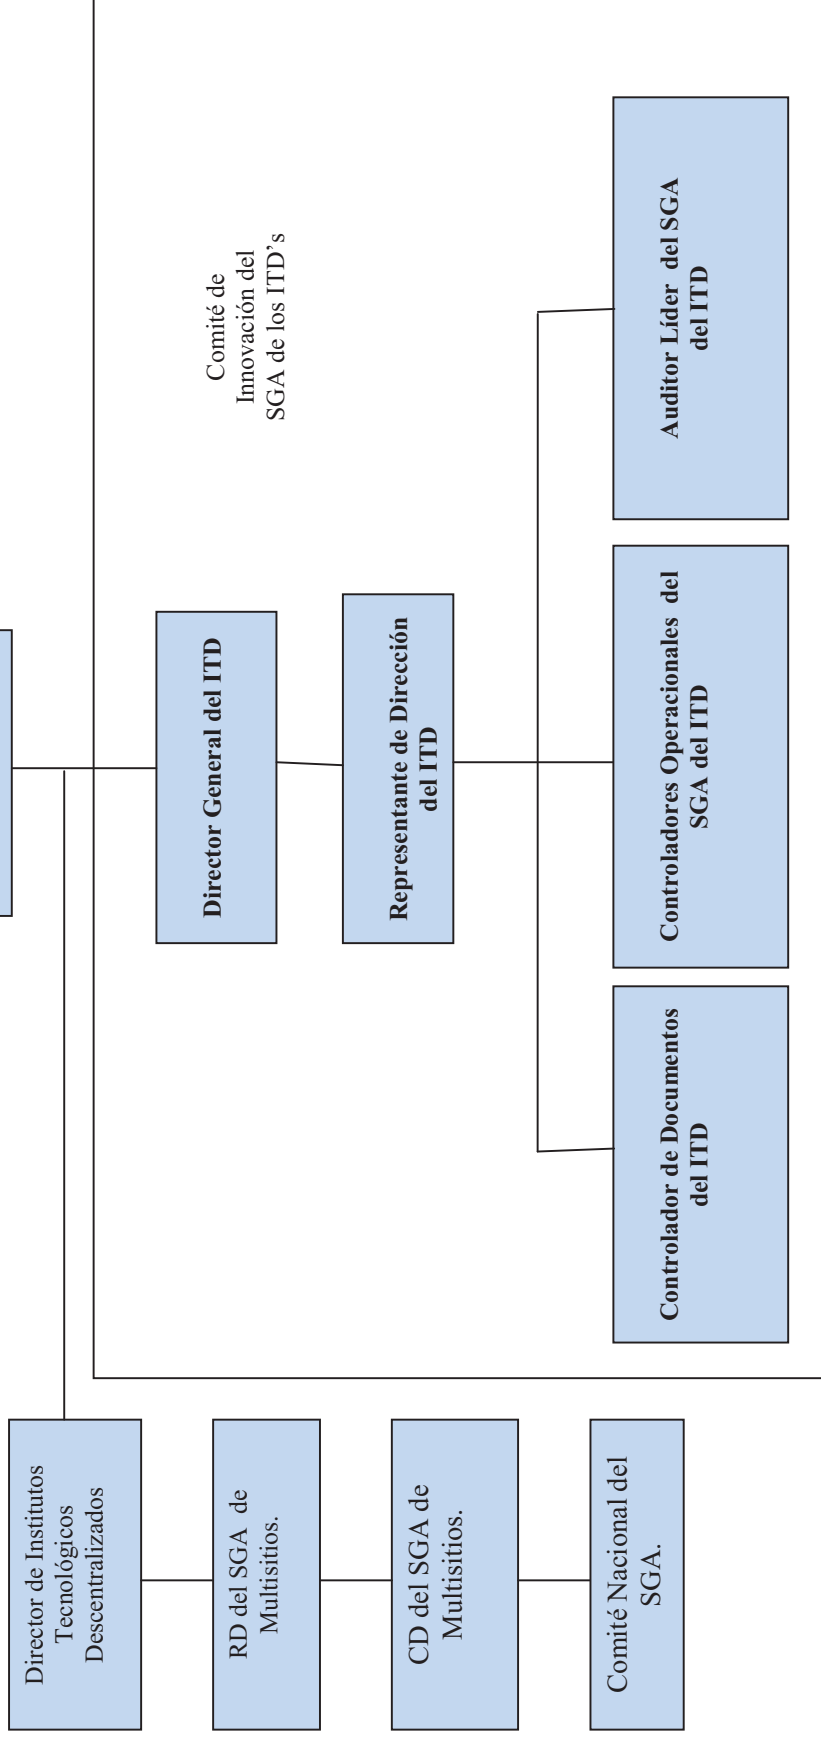 Director de Institutos
Tecnológicos
Descentralizados
RD del SGA de
Multisitios.
CD del SGA de
Multisitios.
Comité Nacional del
SGA.
Director General del ITD
Comité de
Innovación del
SGA de los ITD’s
Representante de Dirección
del ITD
Controlador de Documentos
del ITD
Controladores Operacionales del
SGA del ITD
Auditor Líder del SGA
del ITD